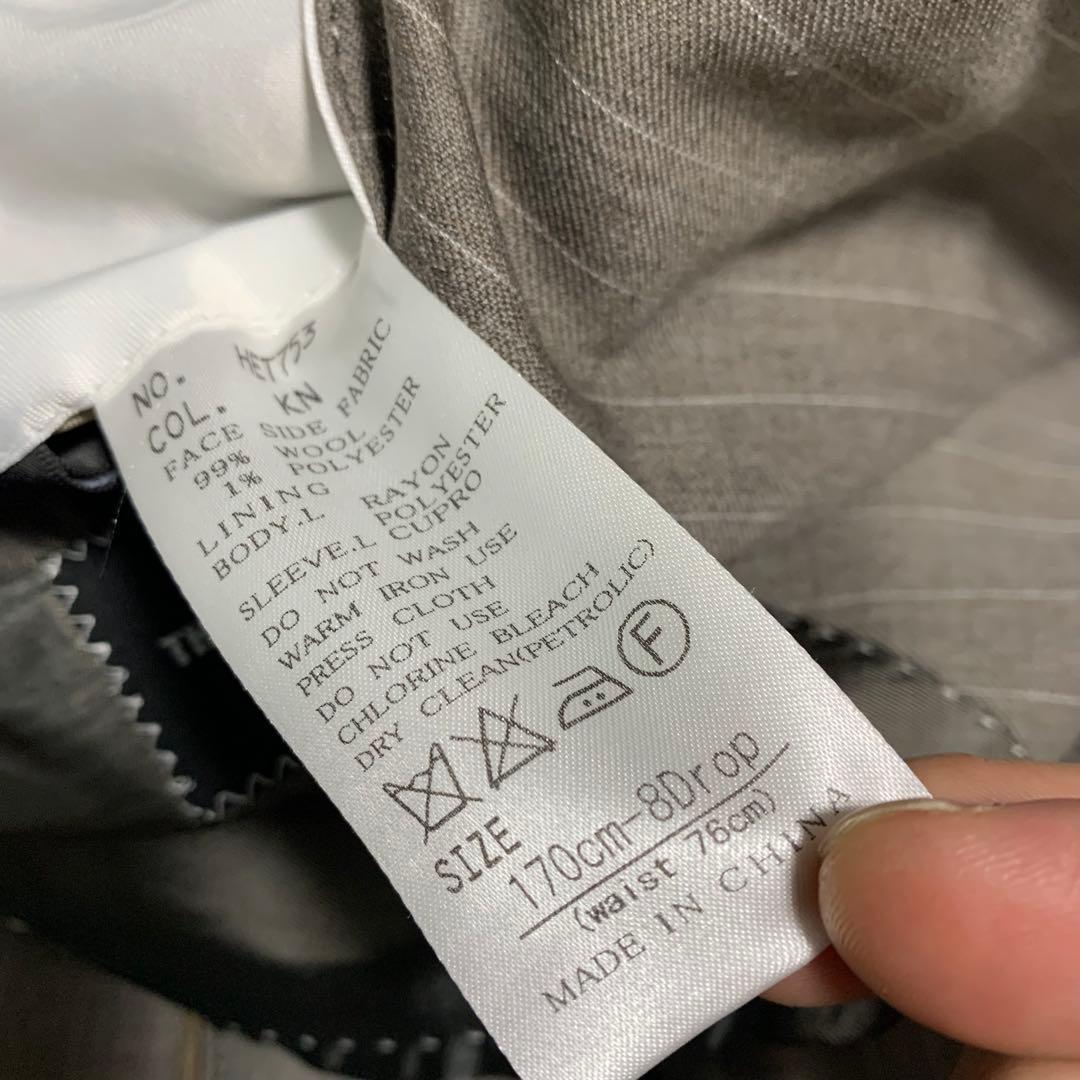 NO. HE1753
COL. KN
FACE SIDE FABRIC
99% WOOL
1% POLYESTER
LINING
BODY.L RAYON
POLYESTER
SLEEVE.L CUPRO
DO NOT WASH
WARM IRON USE
PRESS CLOTH
DO NOT USE
CHLORINE BLEACH
DRY CLEAN(PETROLIC)
F
SIZE
170cm-8Drop
(waist 76cm)
MADE IN CHINA